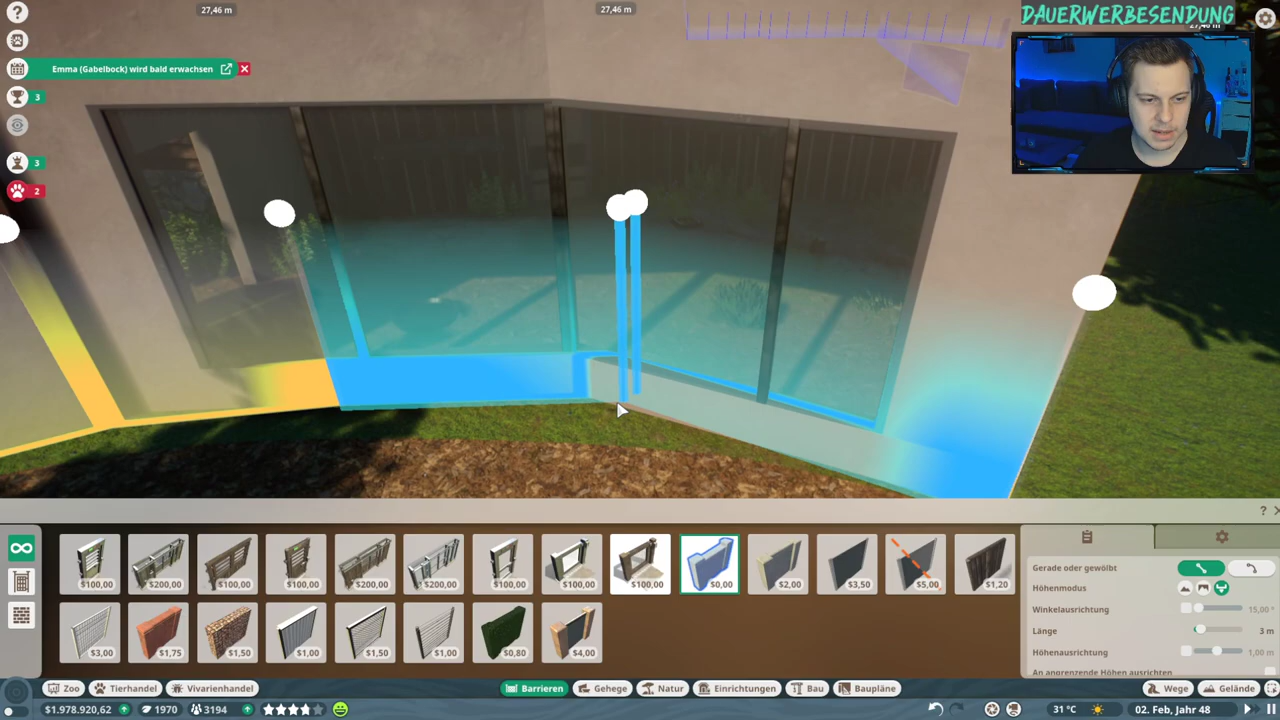 ?
27,46 m
27,46 m
DAUERWERBESENDUNG
Emma (Gabelbock) wird bald erwachsen
3
3
2
?
$100,00
$200,00
$100,00
$100,00
$200,00
$200,00
$100,00
$100,00
$100,00
$0,00
$2,00
$3,50
$5,00
$1,20
$3,00
$1,75
$1,50
$1,00
$1,50
$1,00
$0,80
$4,00
Gerade oder gewölbt
Höhenmodus
Winkelausrichtung
15,00 °
Länge
3 m
Höhenausrichtung
1,00 m
An angrenzende Höhen ausrichten
Zoo
Tierhandel
Vivarienhandel
Barrieren
Gehege
Natur
Einrichtungen
Bau
Baupläne
Wege
Gelände
$1.978.920,62
1970
3194
31 °C
02. Feb, Jahr 48